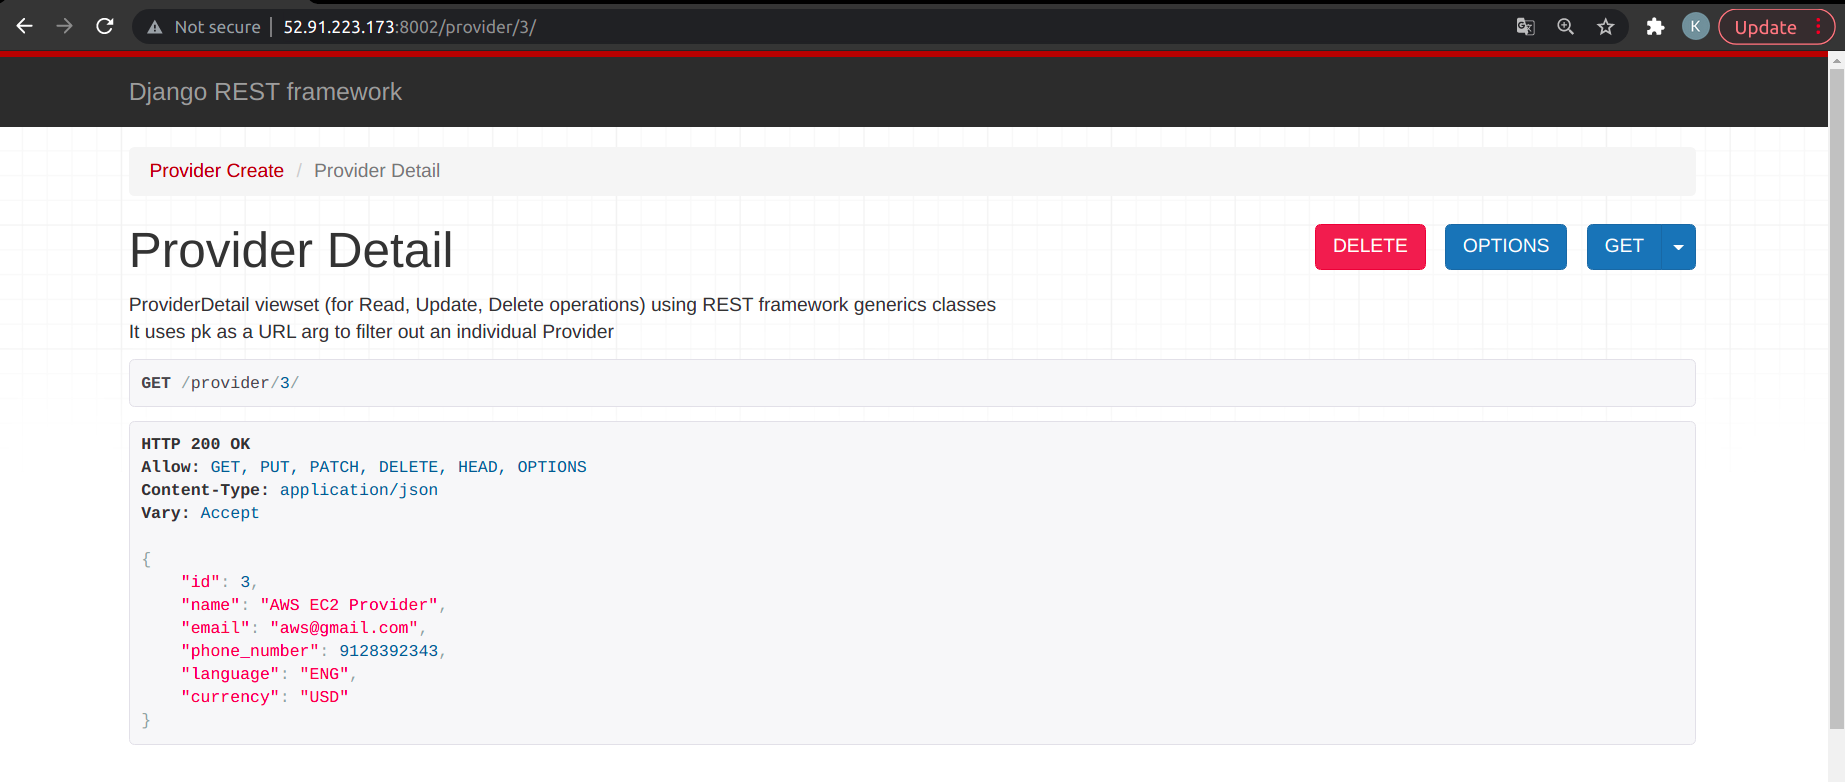 Not secure | 52.91.223.173:8002/provider/3/
K
Update
Django REST framework
Provider Create / Provider Detail
Provider Detail
DELETE
OPTIONS
GET
ProviderDetail viewset (for Read, Update, Delete operations) using REST framework generics classes
It uses pk as a URL arg to filter out an individual Provider
GET /provider/3/
HTTP 200 OK
Allow: GET, PUT, PATCH, DELETE, HEAD, OPTIONS
Content-Type: application/json
Vary: Accept
{
    "id": 3,
    "name": "AWS EC2 Provider",
    "email": "aws@gmail.com",
    "phone_number": 9128392343,
    "language": "ENG",
    "currency": "USD"
}